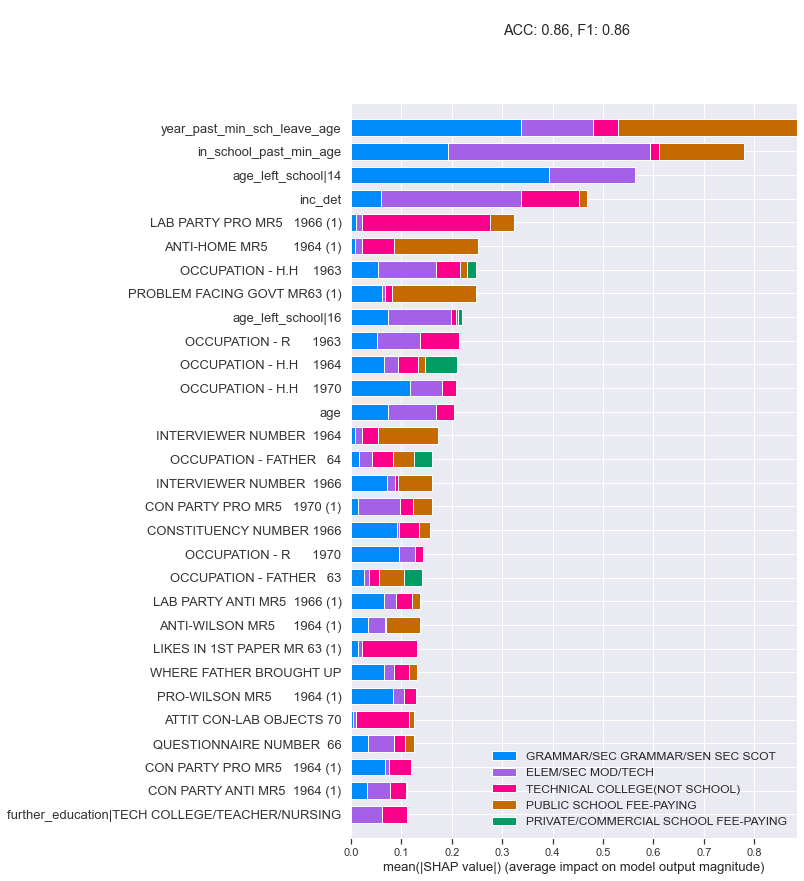 ACC: 0.86, F1: 0.86
year_past_min_sch_leave_age
in_school_past_min_age
age_left_school|14
inc_det
LAB PARTY PRO MR5   1966 (1)
ANTI-HOME MR5       1964 (1)
OCCUPATION - H.H    1963
PROBLEM FACING GOVT MR63 (1)
age_left_school|16
OCCUPATION - R      1963
OCCUPATION - H.H    1964
OCCUPATION - H.H    1970
age
INTERVIEWER NUMBER  1964
OCCUPATION - FATHER   64
INTERVIEWER NUMBER  1966
CON PARTY PRO MR5   1970 (1)
CONSTITUENCY NUMBER 1966
OCCUPATION - R      1970
OCCUPATION - FATHER   63
LAB PARTY ANTI MR5  1966 (1)
ANTI-WILSON MR5     1964 (1)
LIKES IN 1ST PAPER MR 63 (1)
WHERE FATHER BROUGHT UP
PRO-WILSON MR5      1964 (1)
ATTIT CON-LAB OBJECTS 70
QUESTIONNAIRE NUMBER  66
CON PARTY PRO MR5   1964 (1)
CON PARTY ANTI MR5  1964 (1)
further_education|TECH COLLEGE/TEACHER/NURSING
GRAMMAR/SEC GRAMMAR/SEN SEC SCOT
ELEM/SEC MOD/TECH
TECHNICAL COLLEGE(NOT SCHOOL)
PUBLIC SCHOOL FEE-PAYING
PRIVATE/COMMERCIAL SCHOOL FEE-PAYING
0.0 0.1 0.2 0.3 0.4 0.5 0.6 0.7 0.8
mean(|SHAP value|) (average impact on model output magnitude)